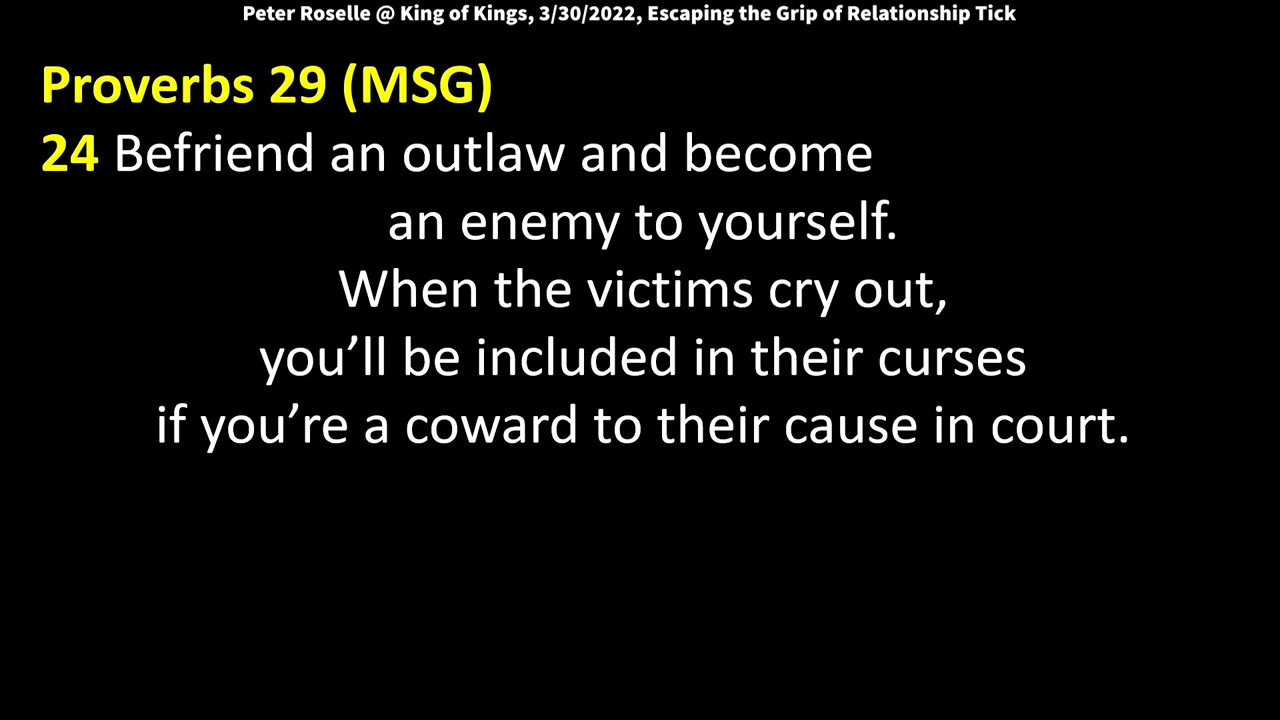 Peter Roselle @ King of Kings, 3/30/2022, Escaping the Grip of Relationship Tick
Proverbs 29 (MSG)
24 Befriend an outlaw and become
an enemy to yourself.
When the victims cry out,
you’ll be included in their curses
if you’re a coward to their cause in court.